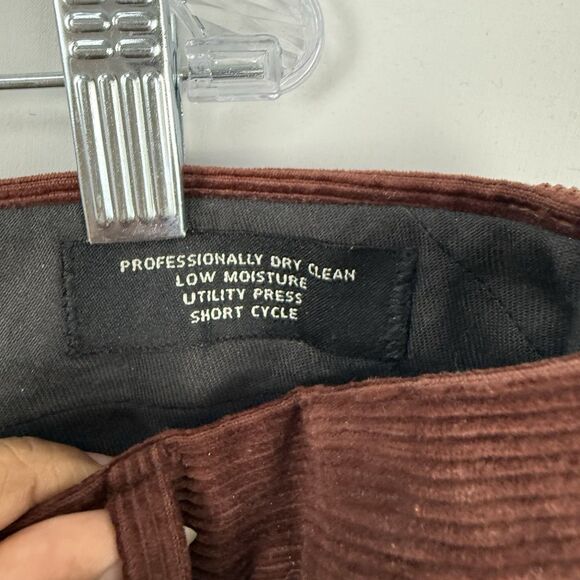 PROFESSIONALLY DRY CLEAN
LOW MOISTURE
UTILITY PRESS
SHORT CYCLE